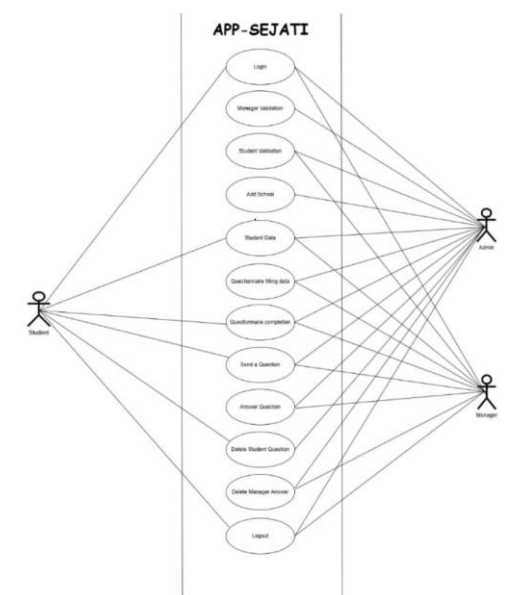 APP-SEJATI
Login
Manager Validation
Student Validation
Add School
Student Data
Questionnaire filling data
Questionnaire completion
Send a Question
Answer Question
Delete Student Question
Delete Manager Answer
Logout
Student
Admin
Manager